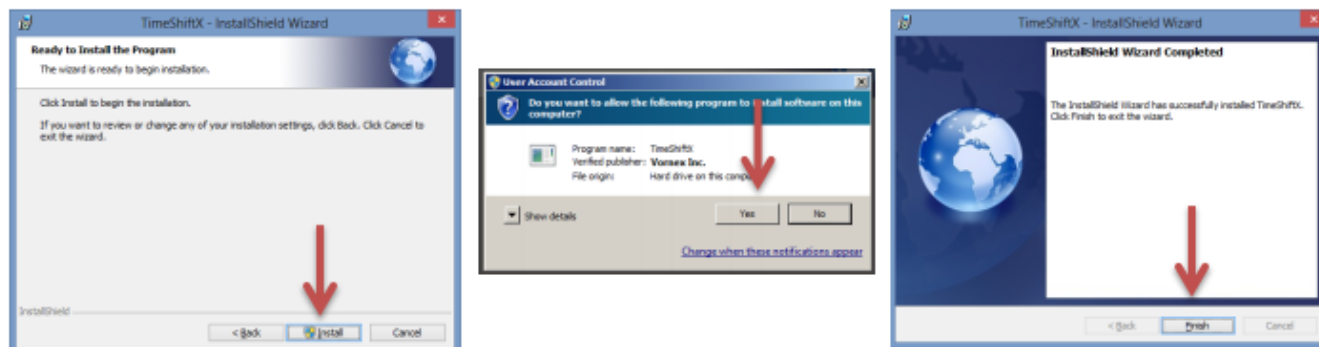 TimeShiftX - InstallShield Wizard
Ready to Install the Program
The wizard is ready to begin installation.
Click Install to begin the installation.
If you want to review or change any of your installation settings, click Back. Click Cancel to
exit the wizard.
InstallShield
< Back
Install
Cancel
User Account Control
Do you want to allow the following program to install software on this
computer?
Program name: TimeShiftX
Verified publisher: Vornex Inc.
File origin: Hard drive on this computer
Show details
Yes
No
Change when these notifications appear
TimeShiftX - InstallShield Wizard
InstallShield Wizard Completed
The InstallShield Wizard has successfully installed TimeShiftX.
Click Finish to exit the wizard.
< Back
Finish
Cancel